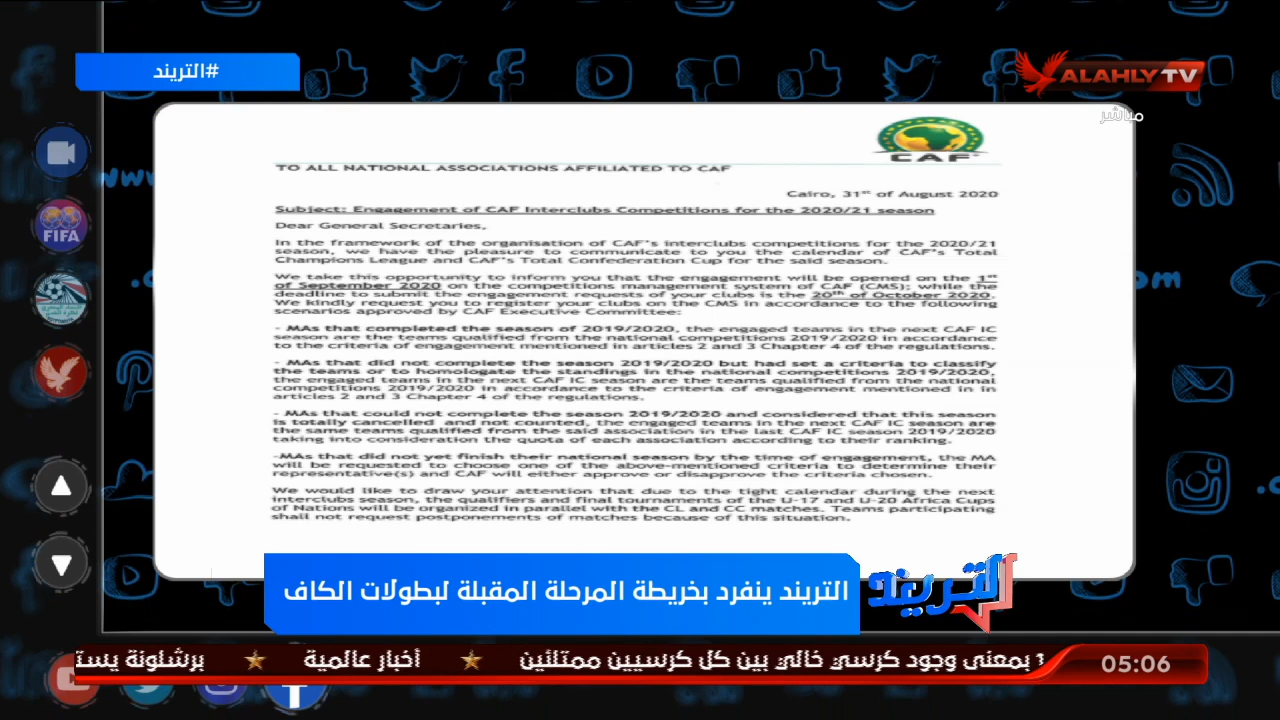 #التريند
ALAHLY TV
مباشر
CAF
TO ALL NATIONAL ASSOCIATIONS AFFILIATED TO CAF
Cairo, 31st of August 2020
Subject: Engagement of CAF Interclubs Competitions for the 2020/21 season
Dear General Secretaries,
In the framework of the organisation of CAF's interclubs competitions for the 2020/21
season, we have the pleasure to communicate to you the calendar of CAF's Total
Champions League and CAF's Total Confederation Cup for the said season.
We take this opportunity to inform you that the engagement will be opened on the 1st
of September 2020 on the competitions management system of CAF (CMS); while the
deadline to submit the engagement requests of your clubs is the 20th of October 2020.
We kindly request you to register your clubs on the CMS in accordance to the following
scenarios approved by CAF Executive Committee:
- MAs that completed the season of 2019/2020, the engaged teams in the next CAF IC
season are the teams qualified from the national competitions 2019/2020 in accordance
to the criteria of engagement mentioned in articles 2 and 3 Chapter 4 of the regulations.
- MAs that did not complete the season 2019/2020 but had set a criteria to classify
the teams or to homologate the standings in the national competitions 2019/2020,
the engaged teams in the next CAF IC season are the teams qualified from the national
competitions 2019/2020 in accordance to the criteria of engagement mentioned in in
articles 2 and 3 Chapter 4 of the regulations.
- MAs that could not complete the season 2019/2020 and considered that this season
is totally cancelled and not counted, the engaged teams in the next CAF IC season are
the same teams qualified from the said association in the last CAF IC season 2019/2020
taking into consideration the quota of each association according to their ranking.
-MAs that did not yet finish their national season by the time of engagement, the MA
will be requested to choose one of the above-mentioned criteria to determine their
representative(s) and CAF will either approve or disapprove the criteria chosen.
We would like to draw your attention that due to the tight calendar during the next
interclubs season, the qualifiers and final tournaments of the U-17 and U-20 Africa Cups
of Nations will be organized in parallel with the CL and CC matches. Teams participating
shall not request postponements of matches because of this situation.
FIFA
التريند ينفرد بخريطة المرحلة المقبلة لبطولات الكاف
التريند
1 بمعنى وجود كرسي خالي بين كل كرسيين ممتلئين ★ أخبار عالمية ★ برشلونة يست
05:06